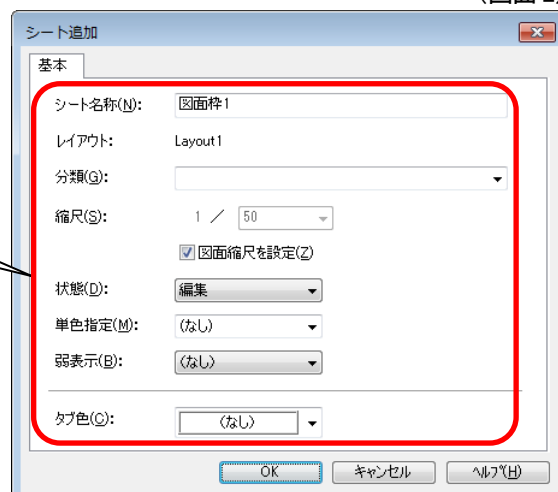 (画面
シート追加
基本
シート名称(N): 図面枠1
レイアウト: Layout1
分類(G):
縮尺(S): 1 / 50
図面縮尺を設定(Z)
状態(D): 編集
単色指定(M): (なし)
弱表示(B): (なし)
タブ色(C): (なし)
OK キャンセル ヘルプ(H)